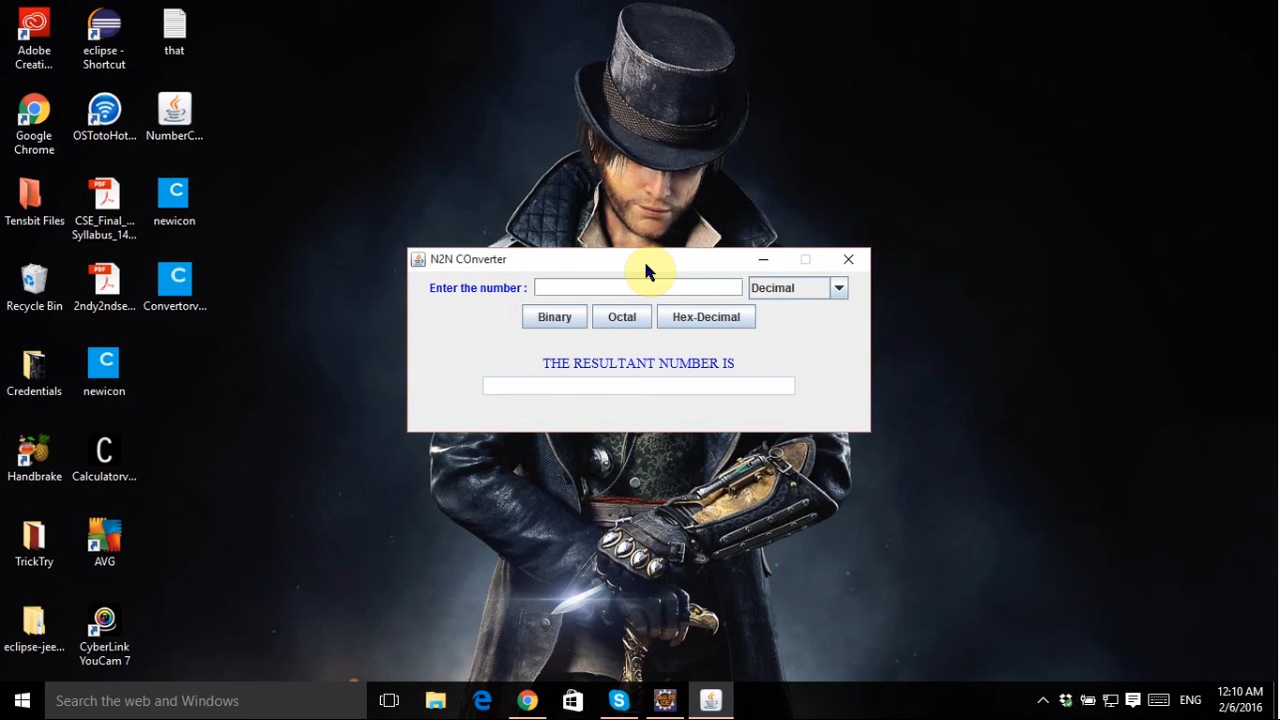 Adobe
Creati...
eclipse -
Shortcut
that
Google
Chrome
OSTotoHot...
NumberC...
Tensbit Files
CSE_Final_...
Syllabus_14...
newicon
Recycle Bin
2ndy2ndse...
Convertorv...
Credentials
newicon
Handbrake
Calculatorv...
TrickTry
AVG
eclipse-jee...
CyberLink
YouCam 7
N2N COnverter
Enter the number :
Decimal
Binary
Octal
Hex-Decimal
THE RESULTANT NUMBER IS
Search the web and Windows
ENG
12:10 AM
2/6/2016